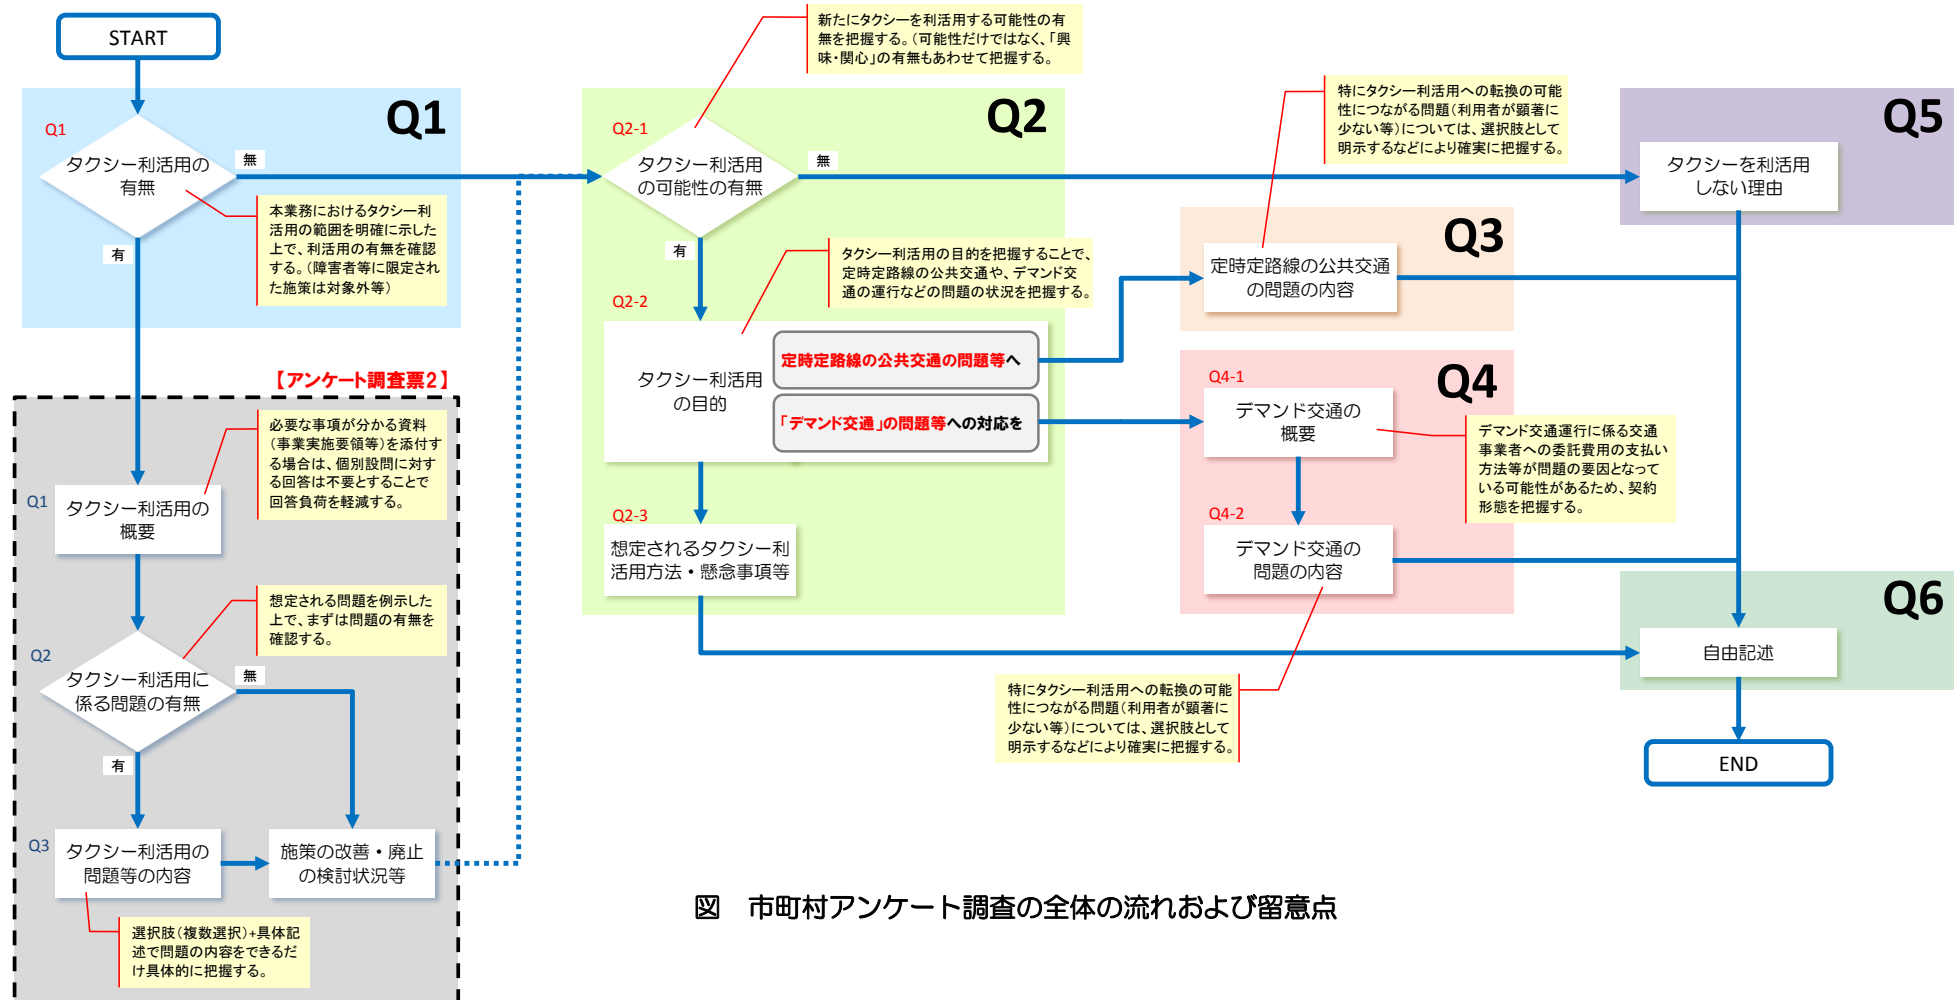 START
Q1
Q1
タクシー利活用の
有無
無
有
本業務におけるタクシー利
活用の範囲を明確に示した
上で、利活用の有無を確認
する。（障害者等に限定され
た施策は対象外等）
【アンケート調査票2】
必要な事項が分かる資料
（事業実施要領等）を添付す
る場合は、個別設問に対す
る回答は不要とすることで
回答負荷を軽減する。
Q1
タクシー利活用の
概要
想定される問題を例示した
上で、まずは問題の有無を
確認する。
Q2
タクシー利活用に
係る問題の有無
無
有
Q3
タクシー利活用の
問題等の内容
施策の改善・廃止
の検討状況等
選択肢（複数選択）+具体記
述で問題の内容をできるだ
け具体的に把握する。
新たにタクシーを利活用する可能性の有
無を把握する。（可能性だけではなく、「興
味・関心」の有無もあわせて把握する。
Q2
Q2-1
タクシー利活用
の可能性の有無
無
有
タクシー利活用の目的を把握することで、
定時定路線の公共交通や、デマンド交
通の運行などの問題の状況を把握する。
Q2-2
タクシー利活用
の目的
定時定路線の公共交通の問題等へ
「デマンド交通」の問題等への対応を
Q2-3
想定されるタクシー利
活用方法・懸念事項等
特にタクシー利活用への転換の可能
性につながる問題（利用者が顕著に
少ない等）については、選択肢として
明示するなどにより確実に把握する。
Q3
定時定路線の公共交通
の問題の内容
Q4
Q4-1
デマンド交通の
概要
デマンド交通運行に係る交通
事業者への委託費用の支払い
方法等が問題の要因となって
いる可能性があるため、契約
形態を把握する。
Q4-2
デマンド交通の
問題の内容
特にタクシー利活用への転換の可能
性につながる問題（利用者が顕著に
少ない等）については、選択肢として
明示するなどにより確実に把握する。
Q5
タクシーを利活用
しない理由
Q6
自由記述
END
図　市町村アンケート調査の全体の流れおよび留意点